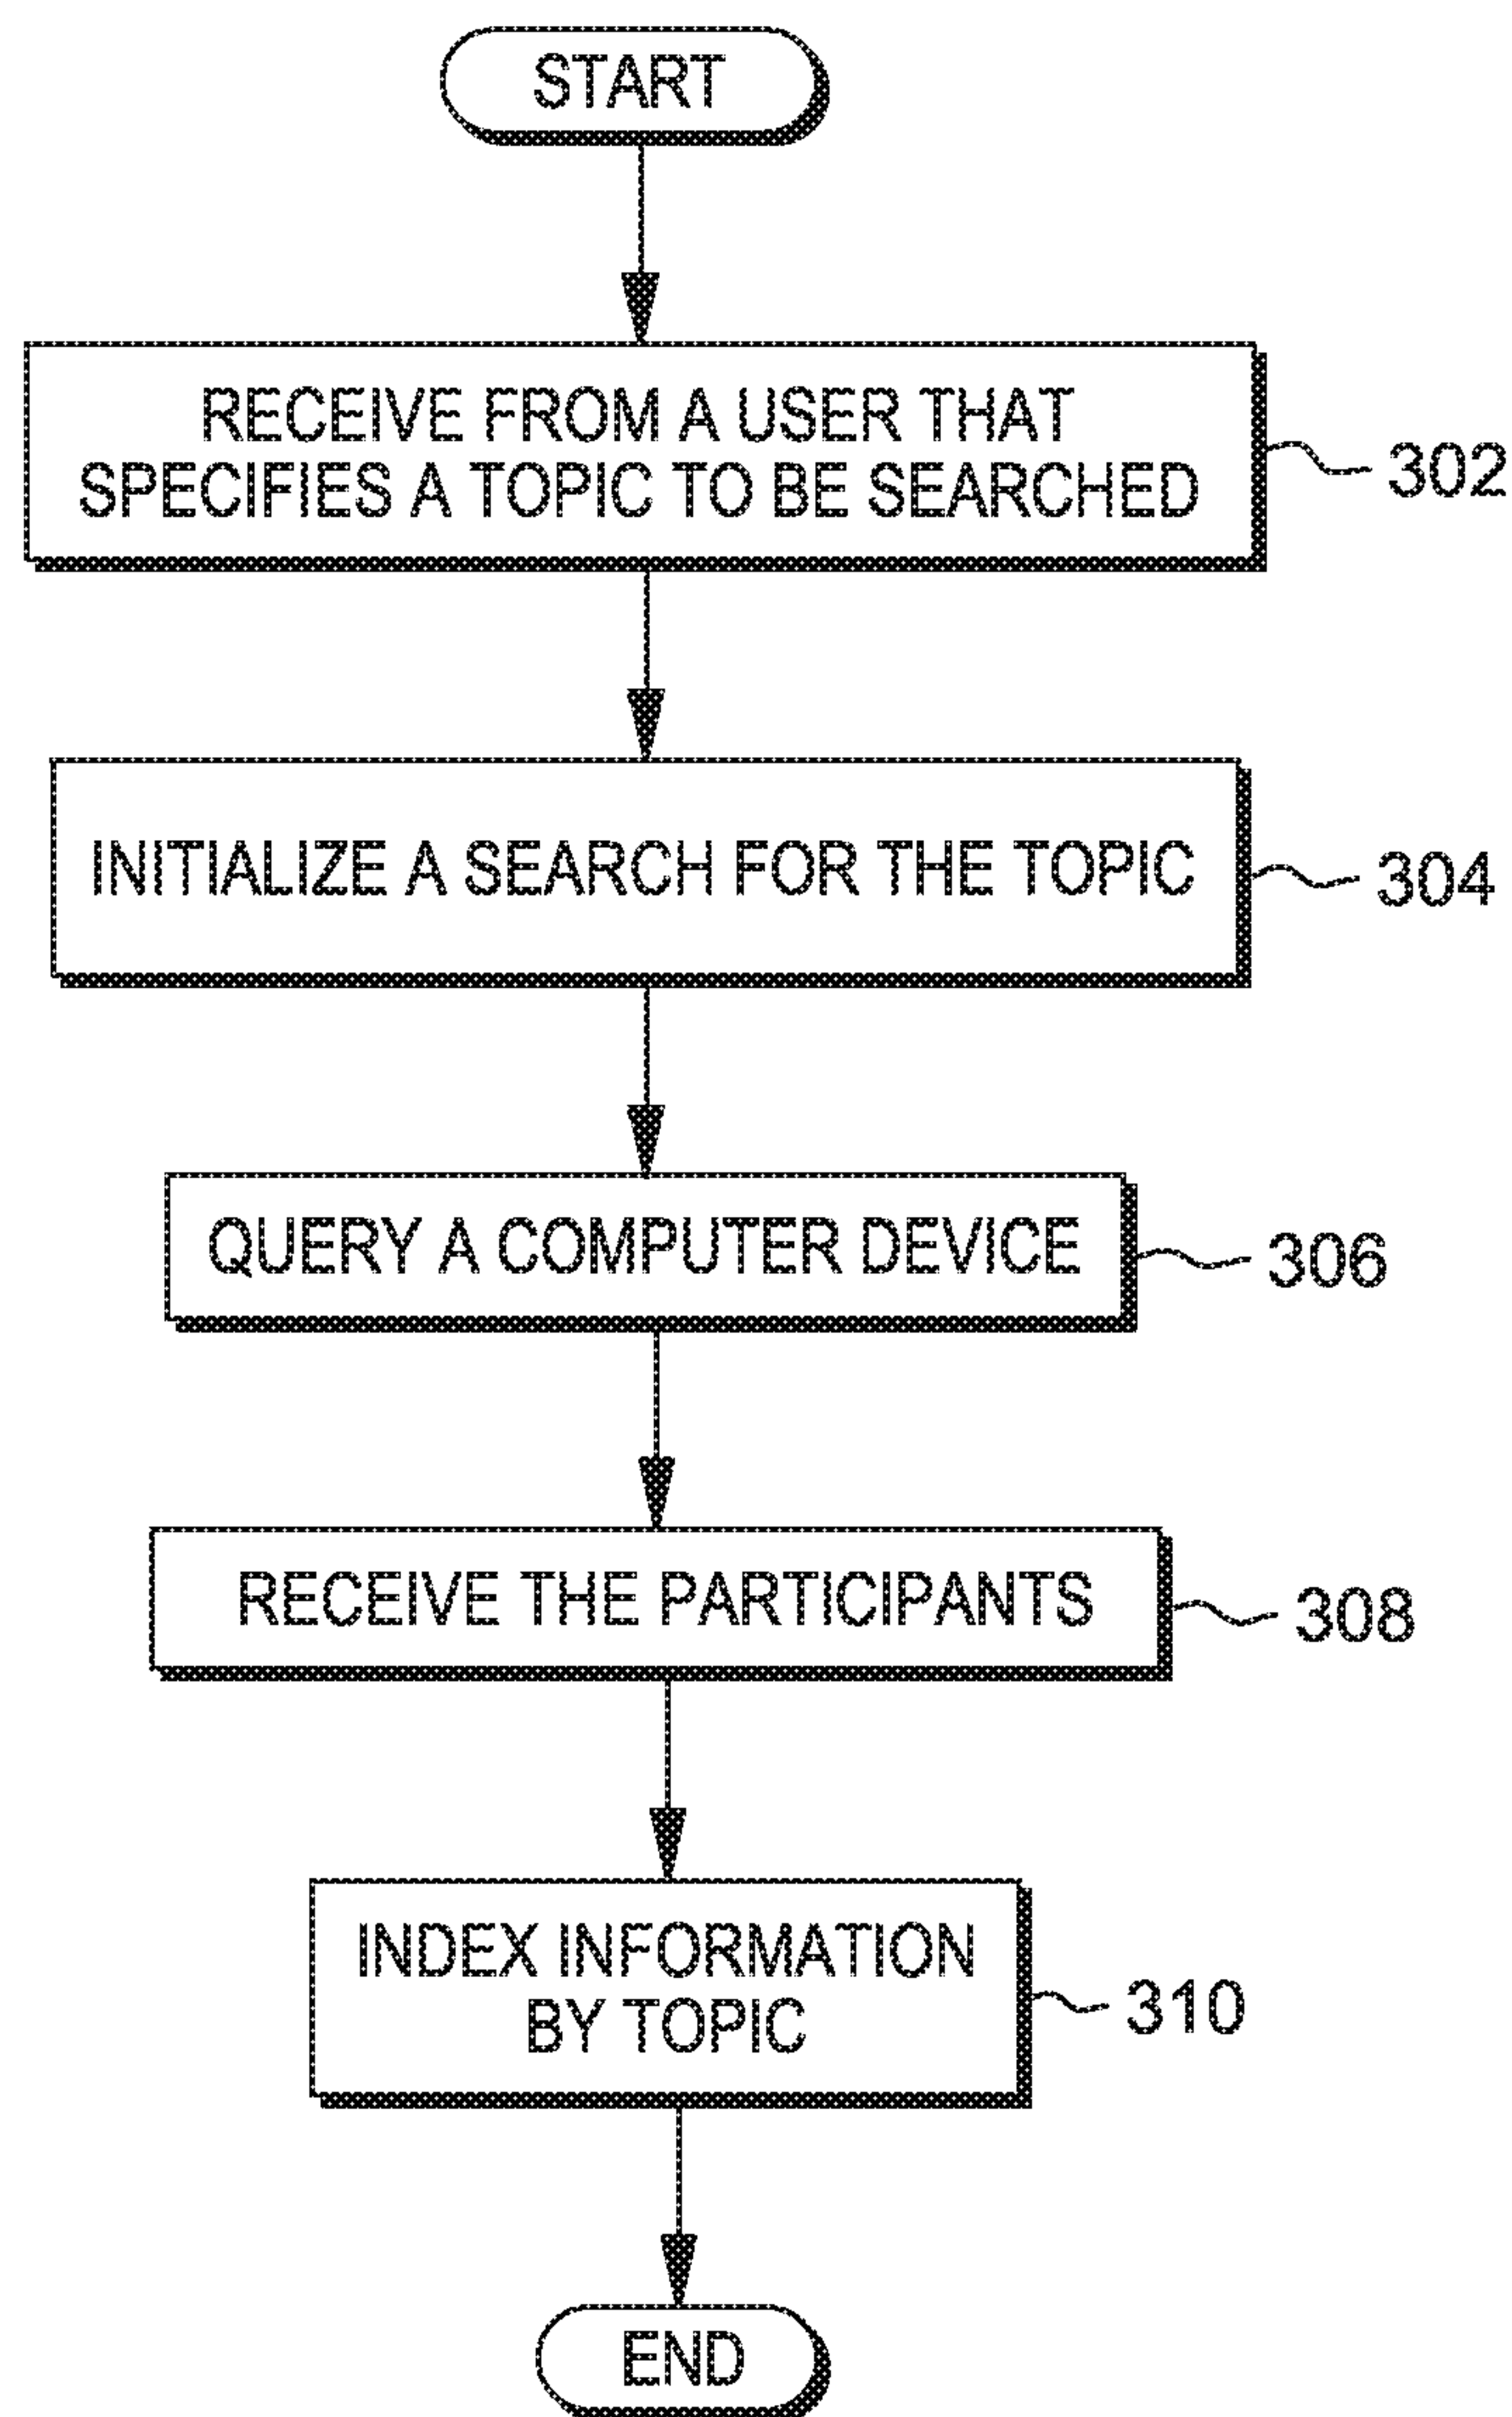 START
RECEIVE FROM A USER THAT
SPECIFIES A TOPIC TO BE SEARCHED
302
INITIALIZE A SEARCH FOR THE TOPIC
304
QUERY A COMPUTER DEVICE
306
RECEIVE THE PARTICIPANTS
308
INDEX INFORMATION
BY TOPIC
310
END